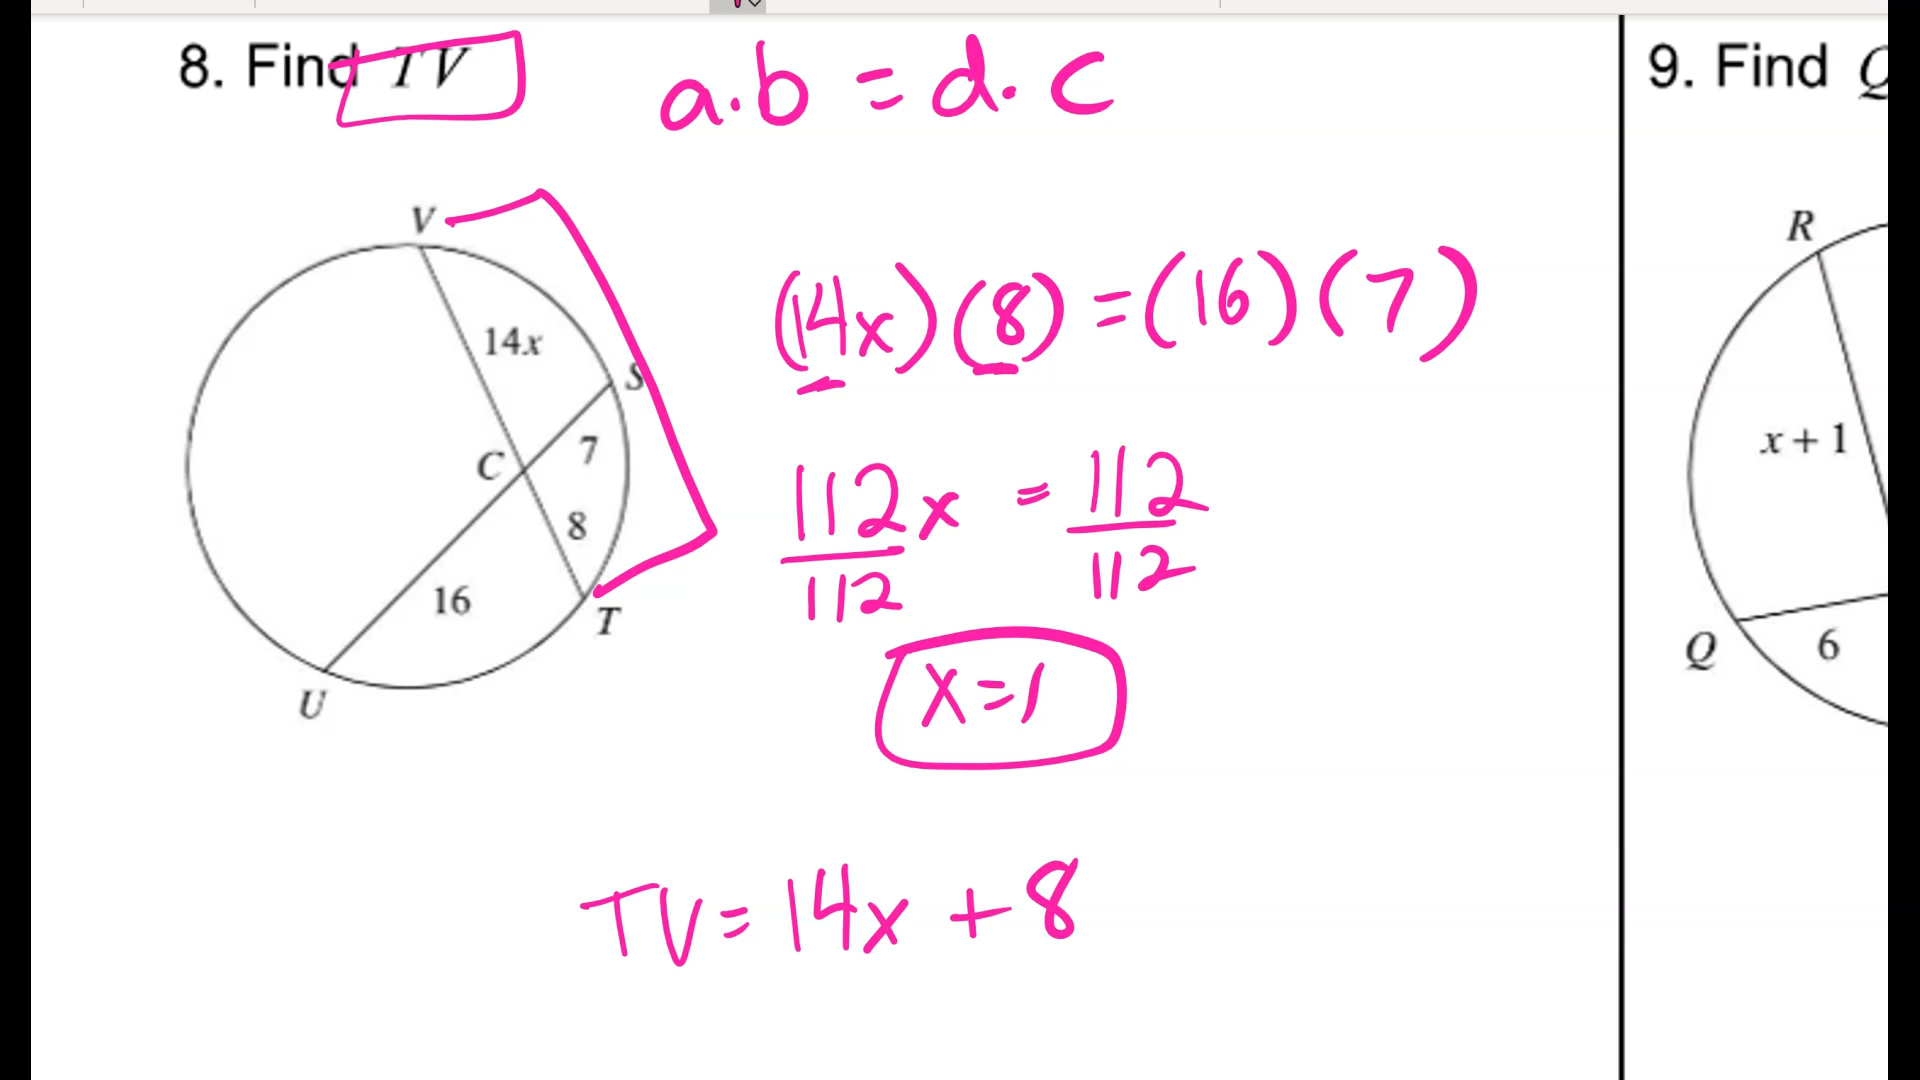 8. Find TV
a·b = d·c
9. Find Q
V
14x
S
C
7
8
16
T
U
(14x)(8) = (16)(7)
112x = 112
112 112
x=1
TV = 14x + 8
R
x + 1
Q
6